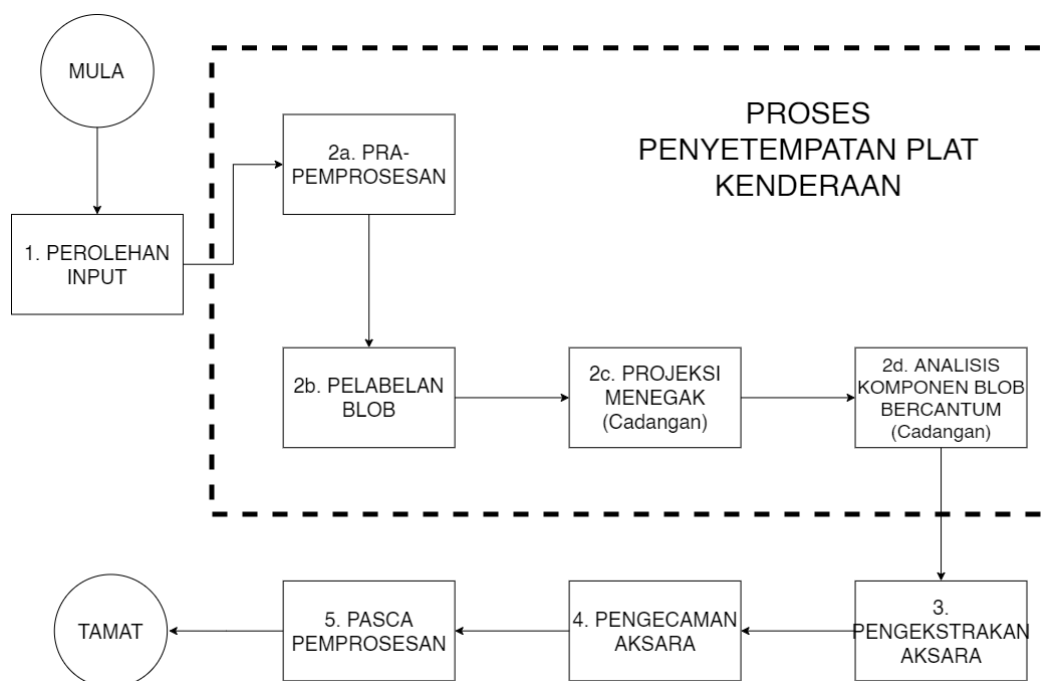 MULA
PROSES
PENYETEMPATAN PLAT
KENDERAAN
2a. PRA-
PEMPROSESAN
1. PEROLEHAN
INPUT
2b. PELABELAN
BLOB
2c. PROJEKSI
MENEGAK
(Cadangan)
2d. ANALISIS
KOMPONEN BLOB
BERCANTUM
(Cadangan)
3.
PENGEKSTRAKAN
AKSARA
4. PENGECAMAN
AKSARA
5. PASCA
PEMPROSESAN
TAMAT